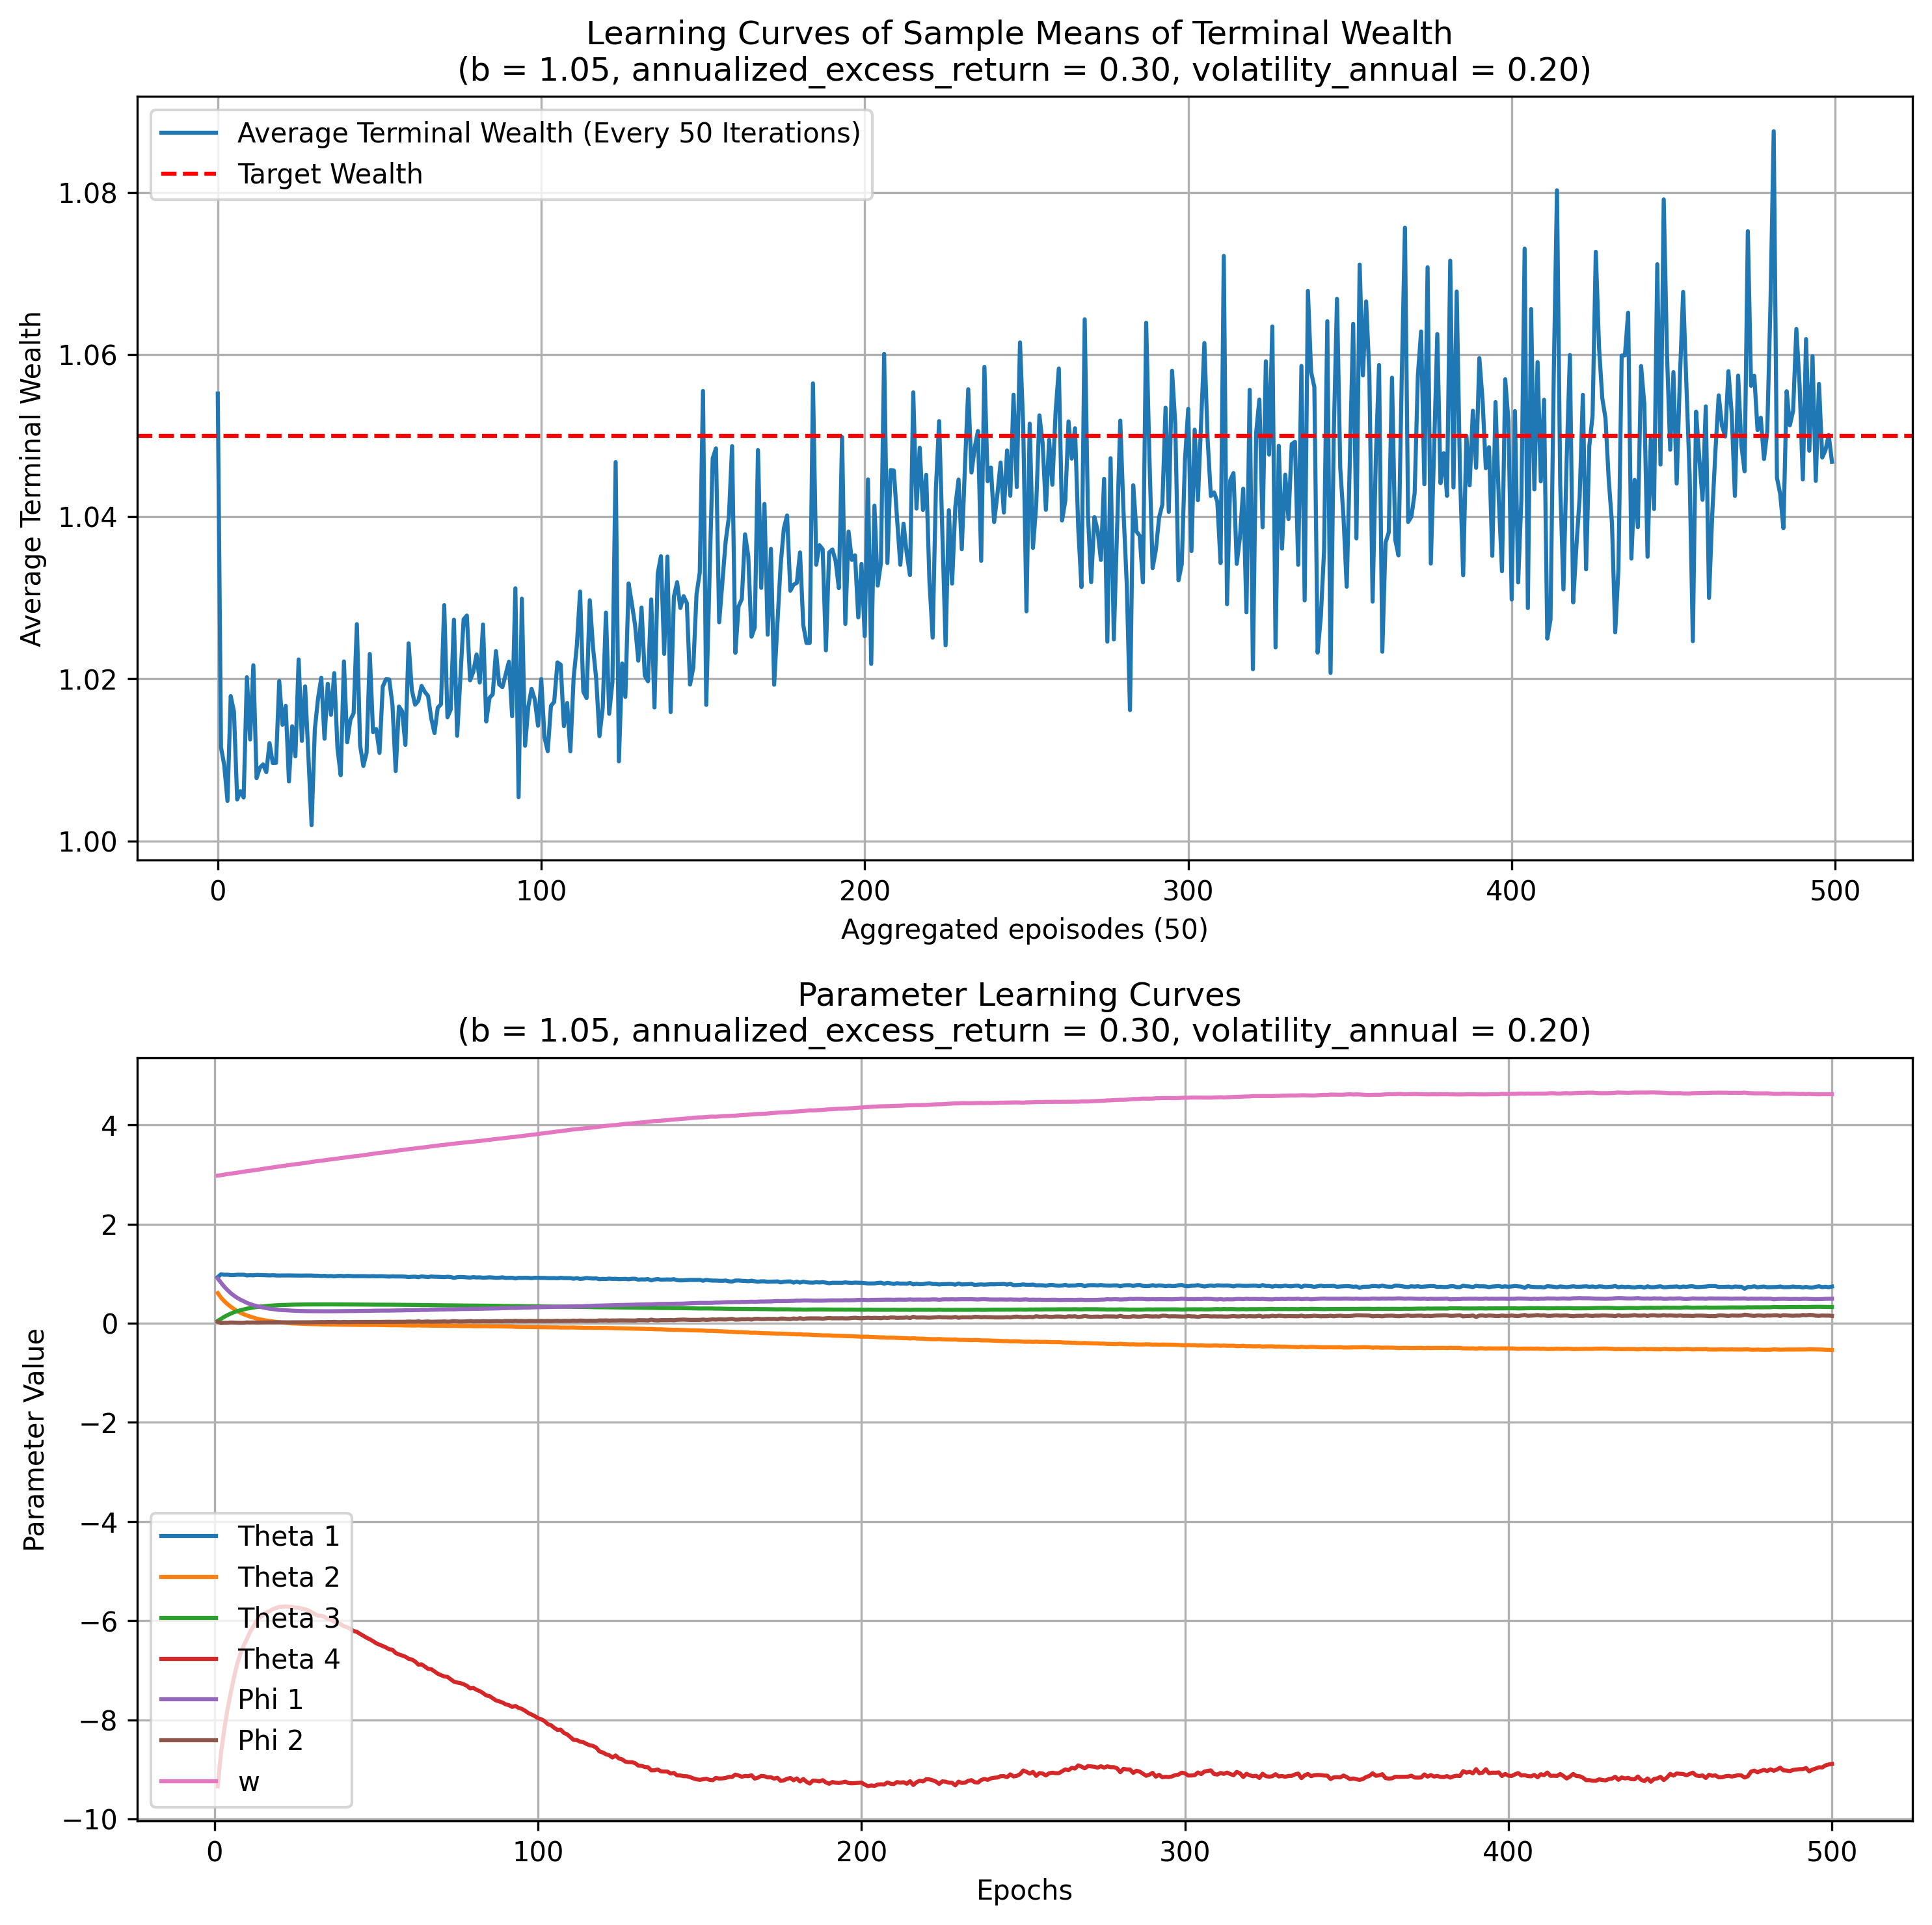 Learning Curves of Sample Means of Terminal Wealth
(b = 1.05, annualized_excess_return = 0.30, volatility_annual = 0.20)
Average Terminal Wealth (Every 50 Iterations)
Target Wealth
Average Terminal Wealth
1.08
1.06
1.04
1.02
1.00
0
100
200
300
400
500
Aggregated epoisodes (50)
Parameter Learning Curves
(b = 1.05, annualized_excess_return = 0.30, volatility_annual = 0.20)
Parameter Value
4
2
0
−2
−4
−6
−8
−10
Theta 1
Theta 2
Theta 3
Theta 4
Phi 1
Phi 2
w
0
100
200
300
400
500
Epochs